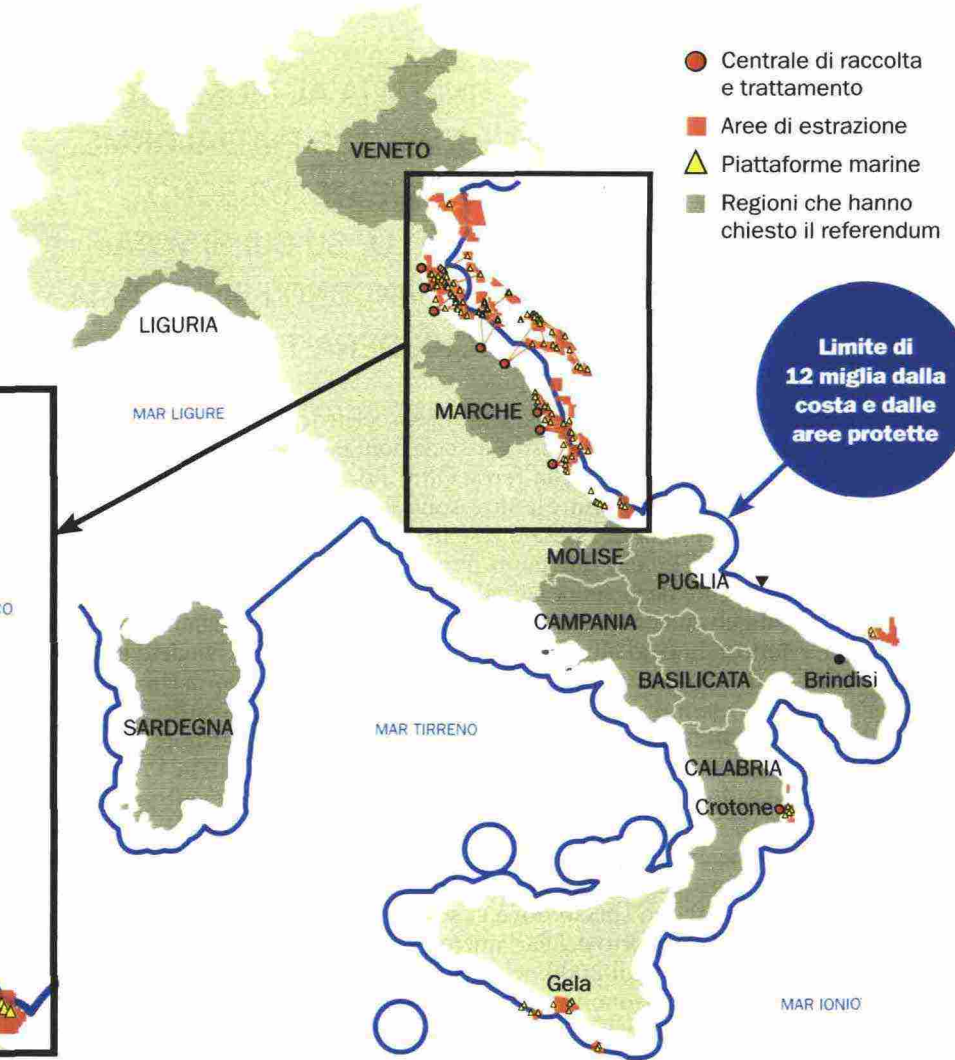 Centrale di raccolta
e trattamento
Aree di estrazione
Piattaforme marine
Regioni che hanno
chiesto il referendum
VENETO
LIGURIA
MAR LIGURE
MARCHE
Limite di
12 miglia dalla
costa e dalle
aree protette
MOLISE
PUGLIA
CAMPANIA
BASILICATA
Brindisi
SARDEGNA
MAR TIRRENO
CALABRIA
Crotone
Gela
MAR IONIO